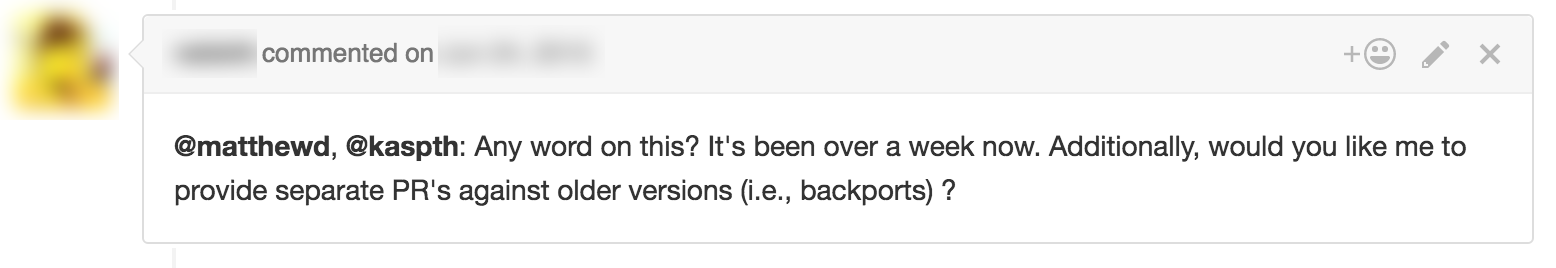 commented on
@matthewd, @kaspth: Any word on this? It's been over a week now. Additionally, would you like me to
provide separate PR's against older versions (i.e., backports) ?